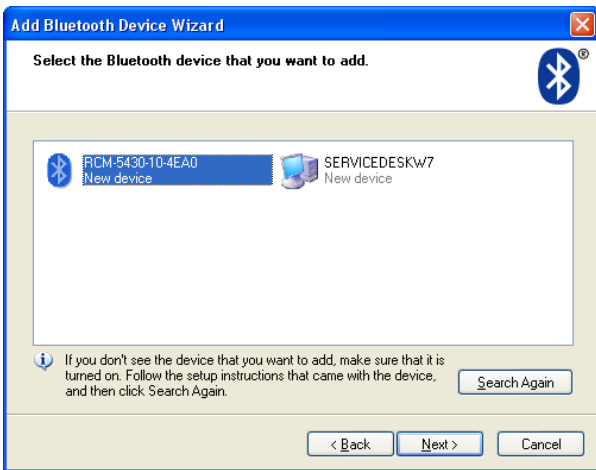 Add Bluetooth Device Wizard
Select the Bluetooth device that you want to add.
®
RCM-5430-10-4EA0
New device
SERVICEDESKW7
New device
If you don't see the device that you want to add, make sure that it is
turned on. Follow the setup instructions that came with the device,
and then click Search Again.
Search Again
< Back
Next >
Cancel